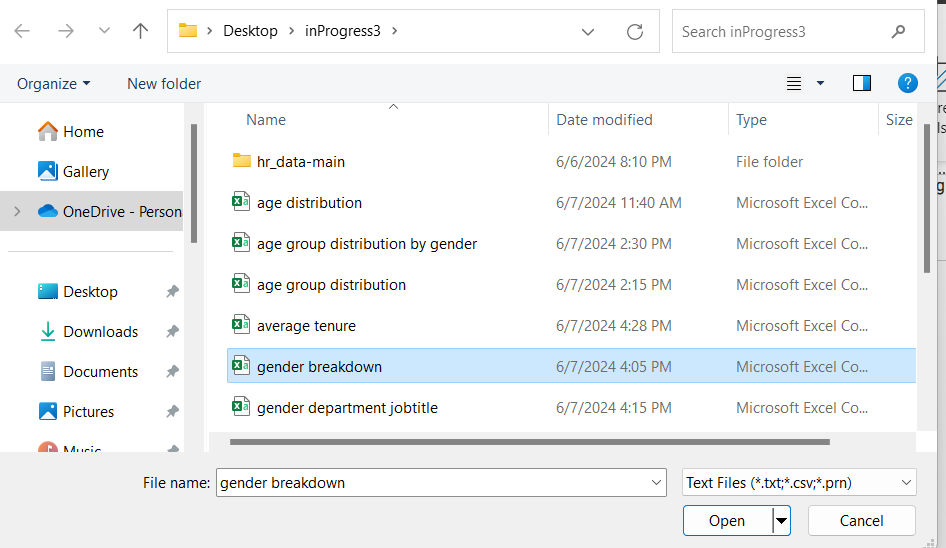 Desktop > inProgress3 >
Search inProgress3
Organize
New folder
?
Name
Date modified
Type
Size
Home
Gallery
OneDrive - Person
Desktop
Downloads
Documents
Pictures
Music
hr_data-main 6/6/2024 8:10 PM File folder
age distribution 6/7/2024 11:40 AM Microsoft Excel Co...
age group distribution by gender 6/7/2024 2:30 PM Microsoft Excel Co...
age group distribution 6/7/2024 2:15 PM Microsoft Excel Co...
average tenure 6/7/2024 4:28 PM Microsoft Excel Co...
gender breakdown 6/7/2024 4:05 PM Microsoft Excel Co...
gender department jobtitle 6/7/2024 4:15 PM Microsoft Excel Co...
File name: gender breakdown
Text Files (*.txt;*.csv;*.prn)
Open
Cancel